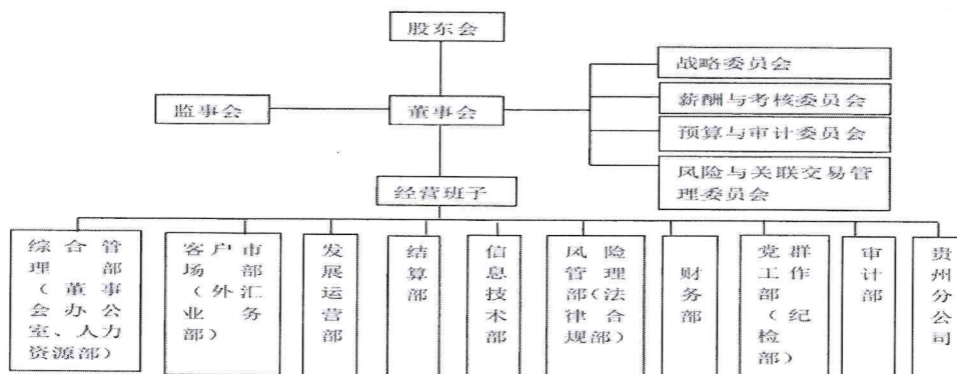 股东会
战略委员会
监事会
董事会
薪酬与考核委员会
预算与审计委员会
风险与关联交易管
理委员会
经营班子
综合管
理部
（董事
会办公
室、人力
资源部）
客户市
场部
（外汇
业务
部）
发
展
运
营
部
结
算
部
信
息
技
术
部
风险
管理
部（法
律合
规部）
财
务
部
党群
工作
部
（纪
检
部）
审
计
部
贵
州
分
公
司